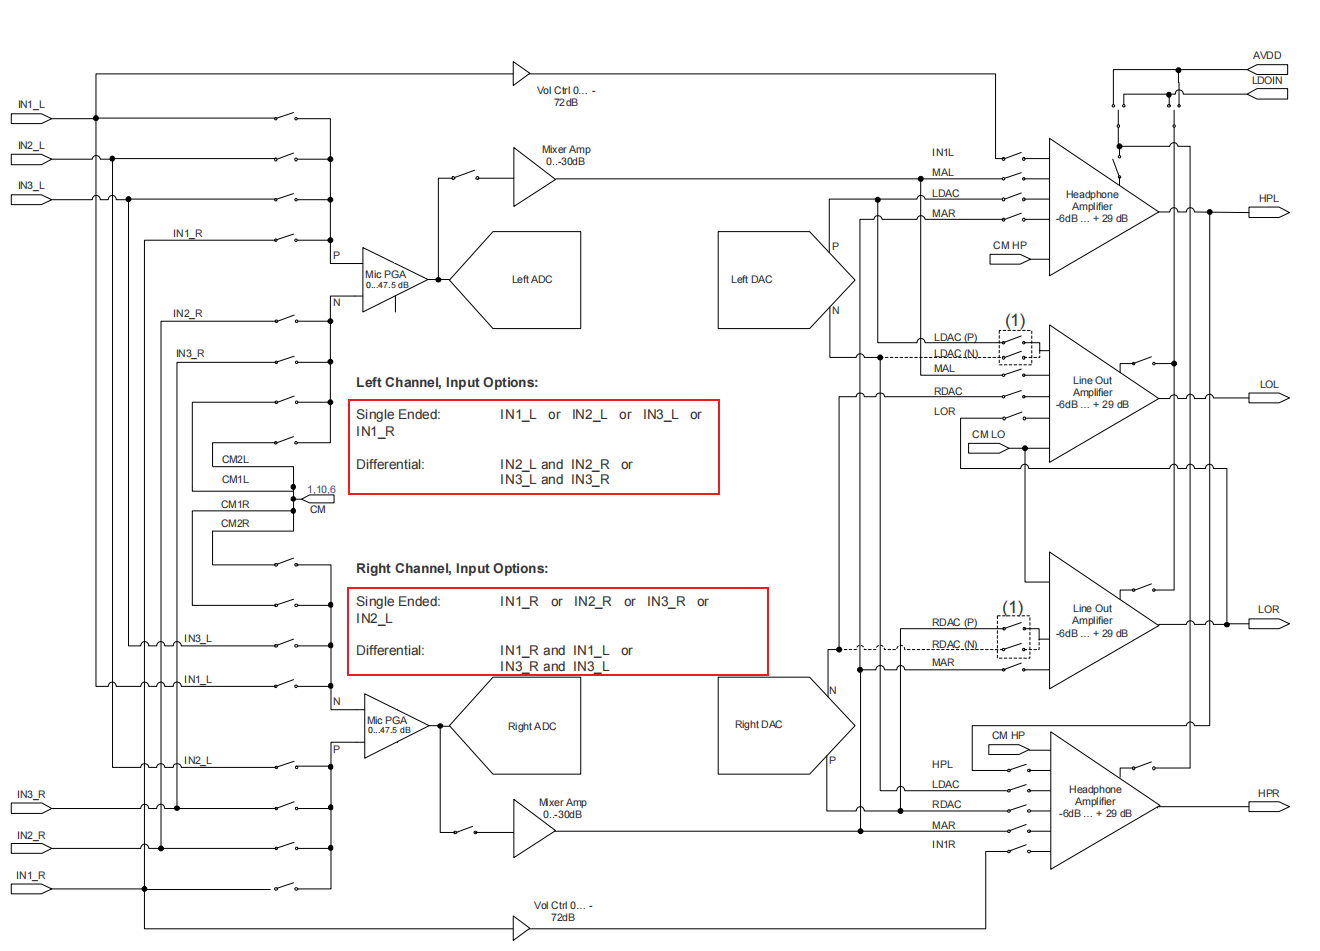 AVDD
LDOIN
Vol Ctrl 0... -
72dB
IN1_L
IN2_L
IN3_L
IN1_R
Mixer Amp
0..-30dB
IN1L
MAL
LDAC
MAR
Headphone
Amplifier
-6dB ... + 29 dB
HPL
CM HP
P
Mic PGA
0...47.5 dB
N
Left ADC
Left DAC
P
N
IN2_R
IN3_R
(1)
LDAC (P)
LDAC (N)
MAL
RDAC
LOR
Line Out
Amplifier
-6dB ... + 29 dB
LOL
CM LO
Left Channel, Input Options:
Single Ended: IN1_L or IN2_L or IN3_L or
IN1_R
Differential: IN2_L and IN2_R or
IN3_L and IN3_R
CM2L
CM1L
1,10,6
CM
CM1R
CM2R
Right Channel, Input Options:
Single Ended: IN1_R or IN2_R or IN3_R or
IN2_L
Differential: IN1_R and IN1_L or
IN3_R and IN3_L
(1)
RDAC (P)
RDAC (N)
MAR
Line Out
Amplifier
-6dB ... + 29 dB
LOR
IN3_L
IN1_L
N
Mic PGA
0...47.5 dB
P
Right ADC
Right DAC
N
P
IN2_L
IN3_R
IN2_R
IN1_R
Mixer Amp
0..-30dB
CM HP
HPL
LDAC
RDAC
MAR
IN1R
Headphone
Amplifier
-6dB ... + 29 dB
HPR
Vol Ctrl 0... -
72dB